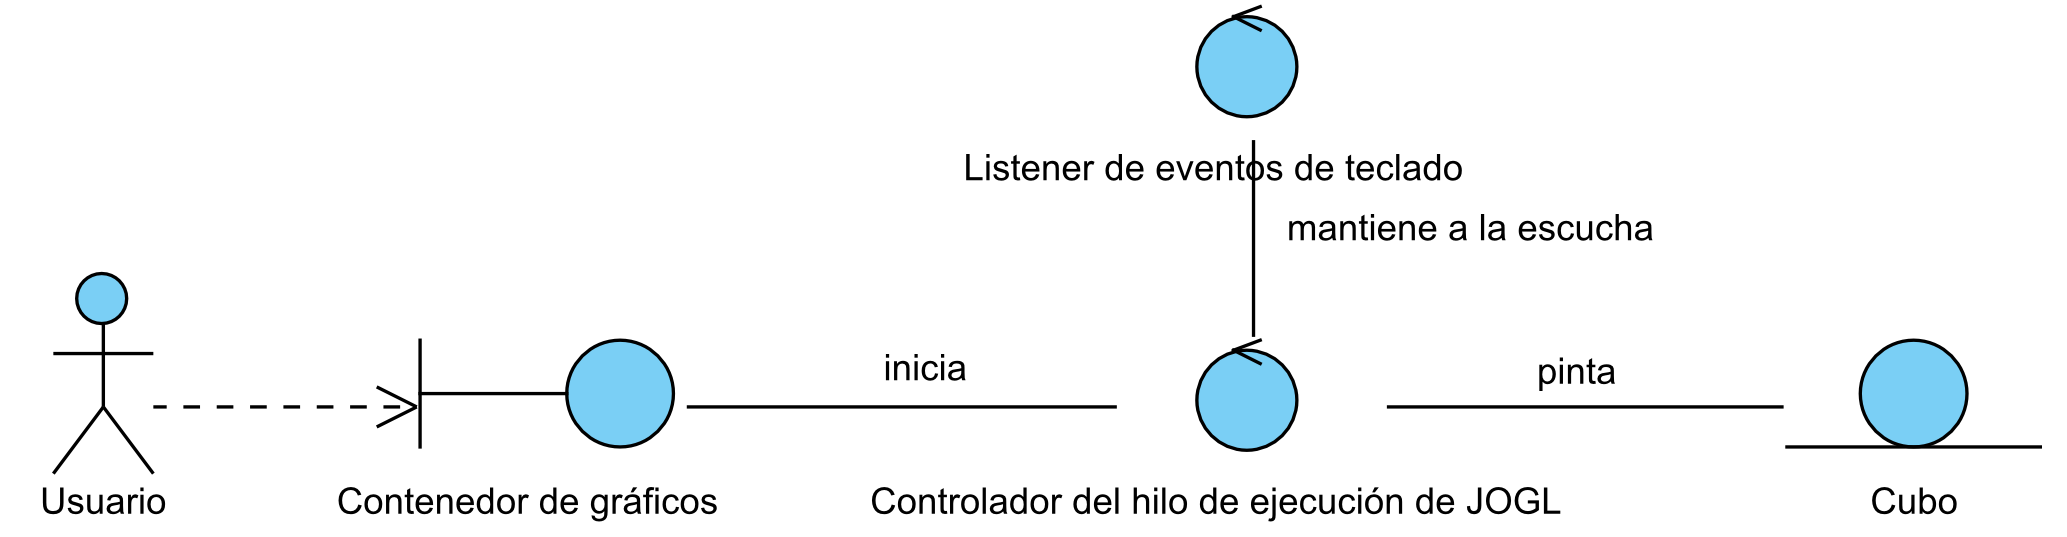 Listener de eventos de teclado
mantiene a la escucha
inicia
pinta
Usuario
Contenedor de gráficos
Controlador del hilo de ejecución de JOGL
Cubo